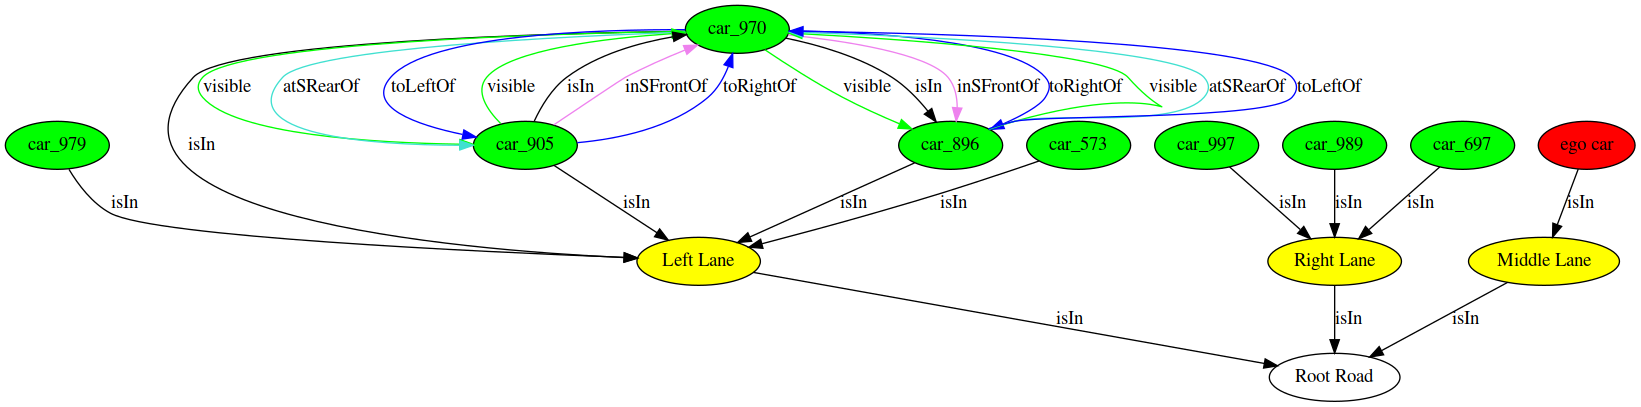 car_970
visible
atSRearOf
toLeftOf
visible
isIn
inSFrontOf
toRightOf
visible
isIn
inSFrontOf
toRightOf
visible
atSRearOf
toLeftOf
car_979
isIn
car_905
car_896
car_573
car_997
car_989
car_697
ego car
isIn
isIn
isIn
isIn
isIn
isIn
isIn
isIn
Left Lane
Right Lane
Middle Lane
isIn
isIn
isIn
Root Road